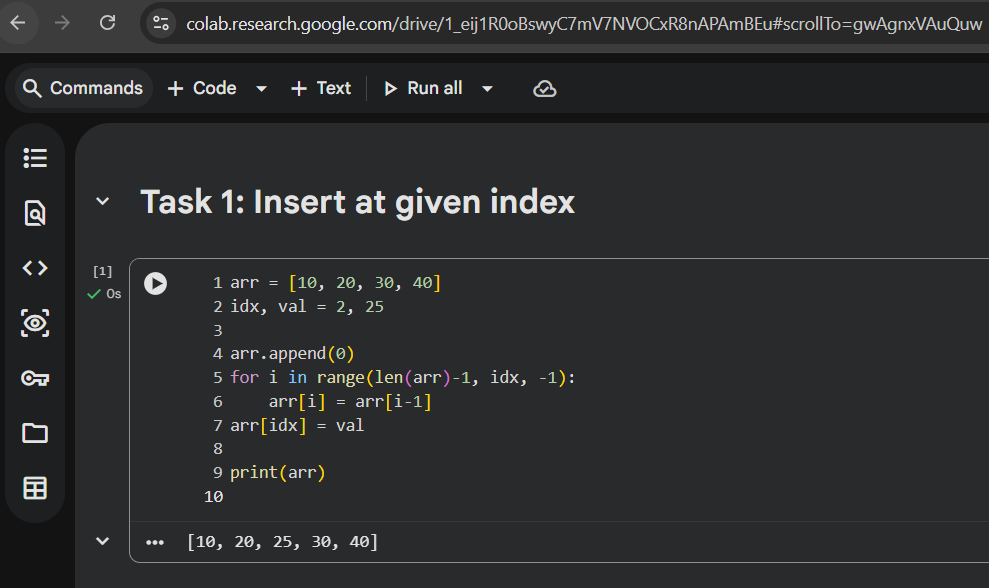 colab.research.google.com/drive/1_eij1R0oBswyC7mV7NVOCxR8nAPAmBEu#scrollTo=gwAgnxVAuQuw
Commands + Code + Text Run all
Task 1: Insert at given index
[1]
0s
1 arr = [10, 20, 30, 40]
2 idx, val = 2, 25
3
4 arr.append(0)
5 for i in range(len(arr)-1, idx, -1):
6     arr[i] = arr[i-1]
7 arr[idx] = val
8
9 print(arr)
10
[10, 20, 25, 30, 40]